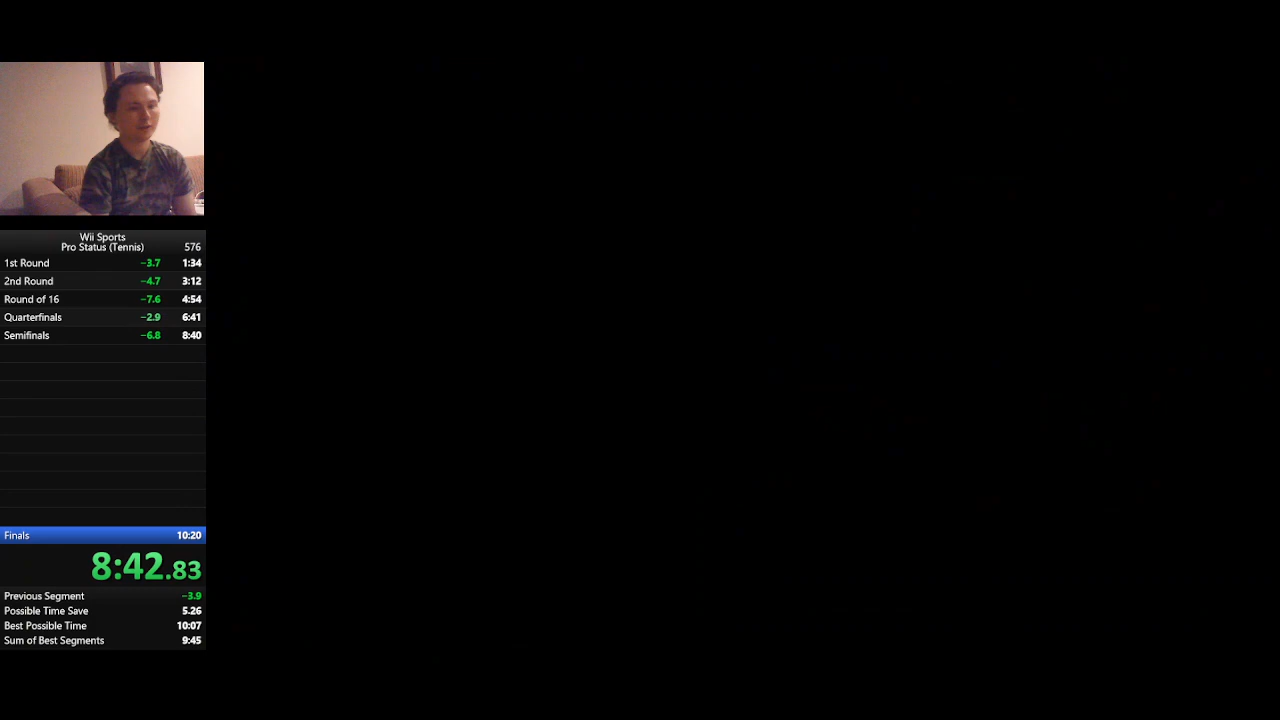 Wii Sports
Pro Status (Tennis) 576
1st Round −3.7 1:34
2nd Round −4.7 3:12
Round of 16 −7.6 4:54
Quarterfinals −2.9 6:41
Semifinals −6.8 8:40
Finals 10:20
8:42.83
Previous Segment −3.9
Possible Time Save 5.26
Best Possible Time 10:07
Sum of Best Segments 9:45